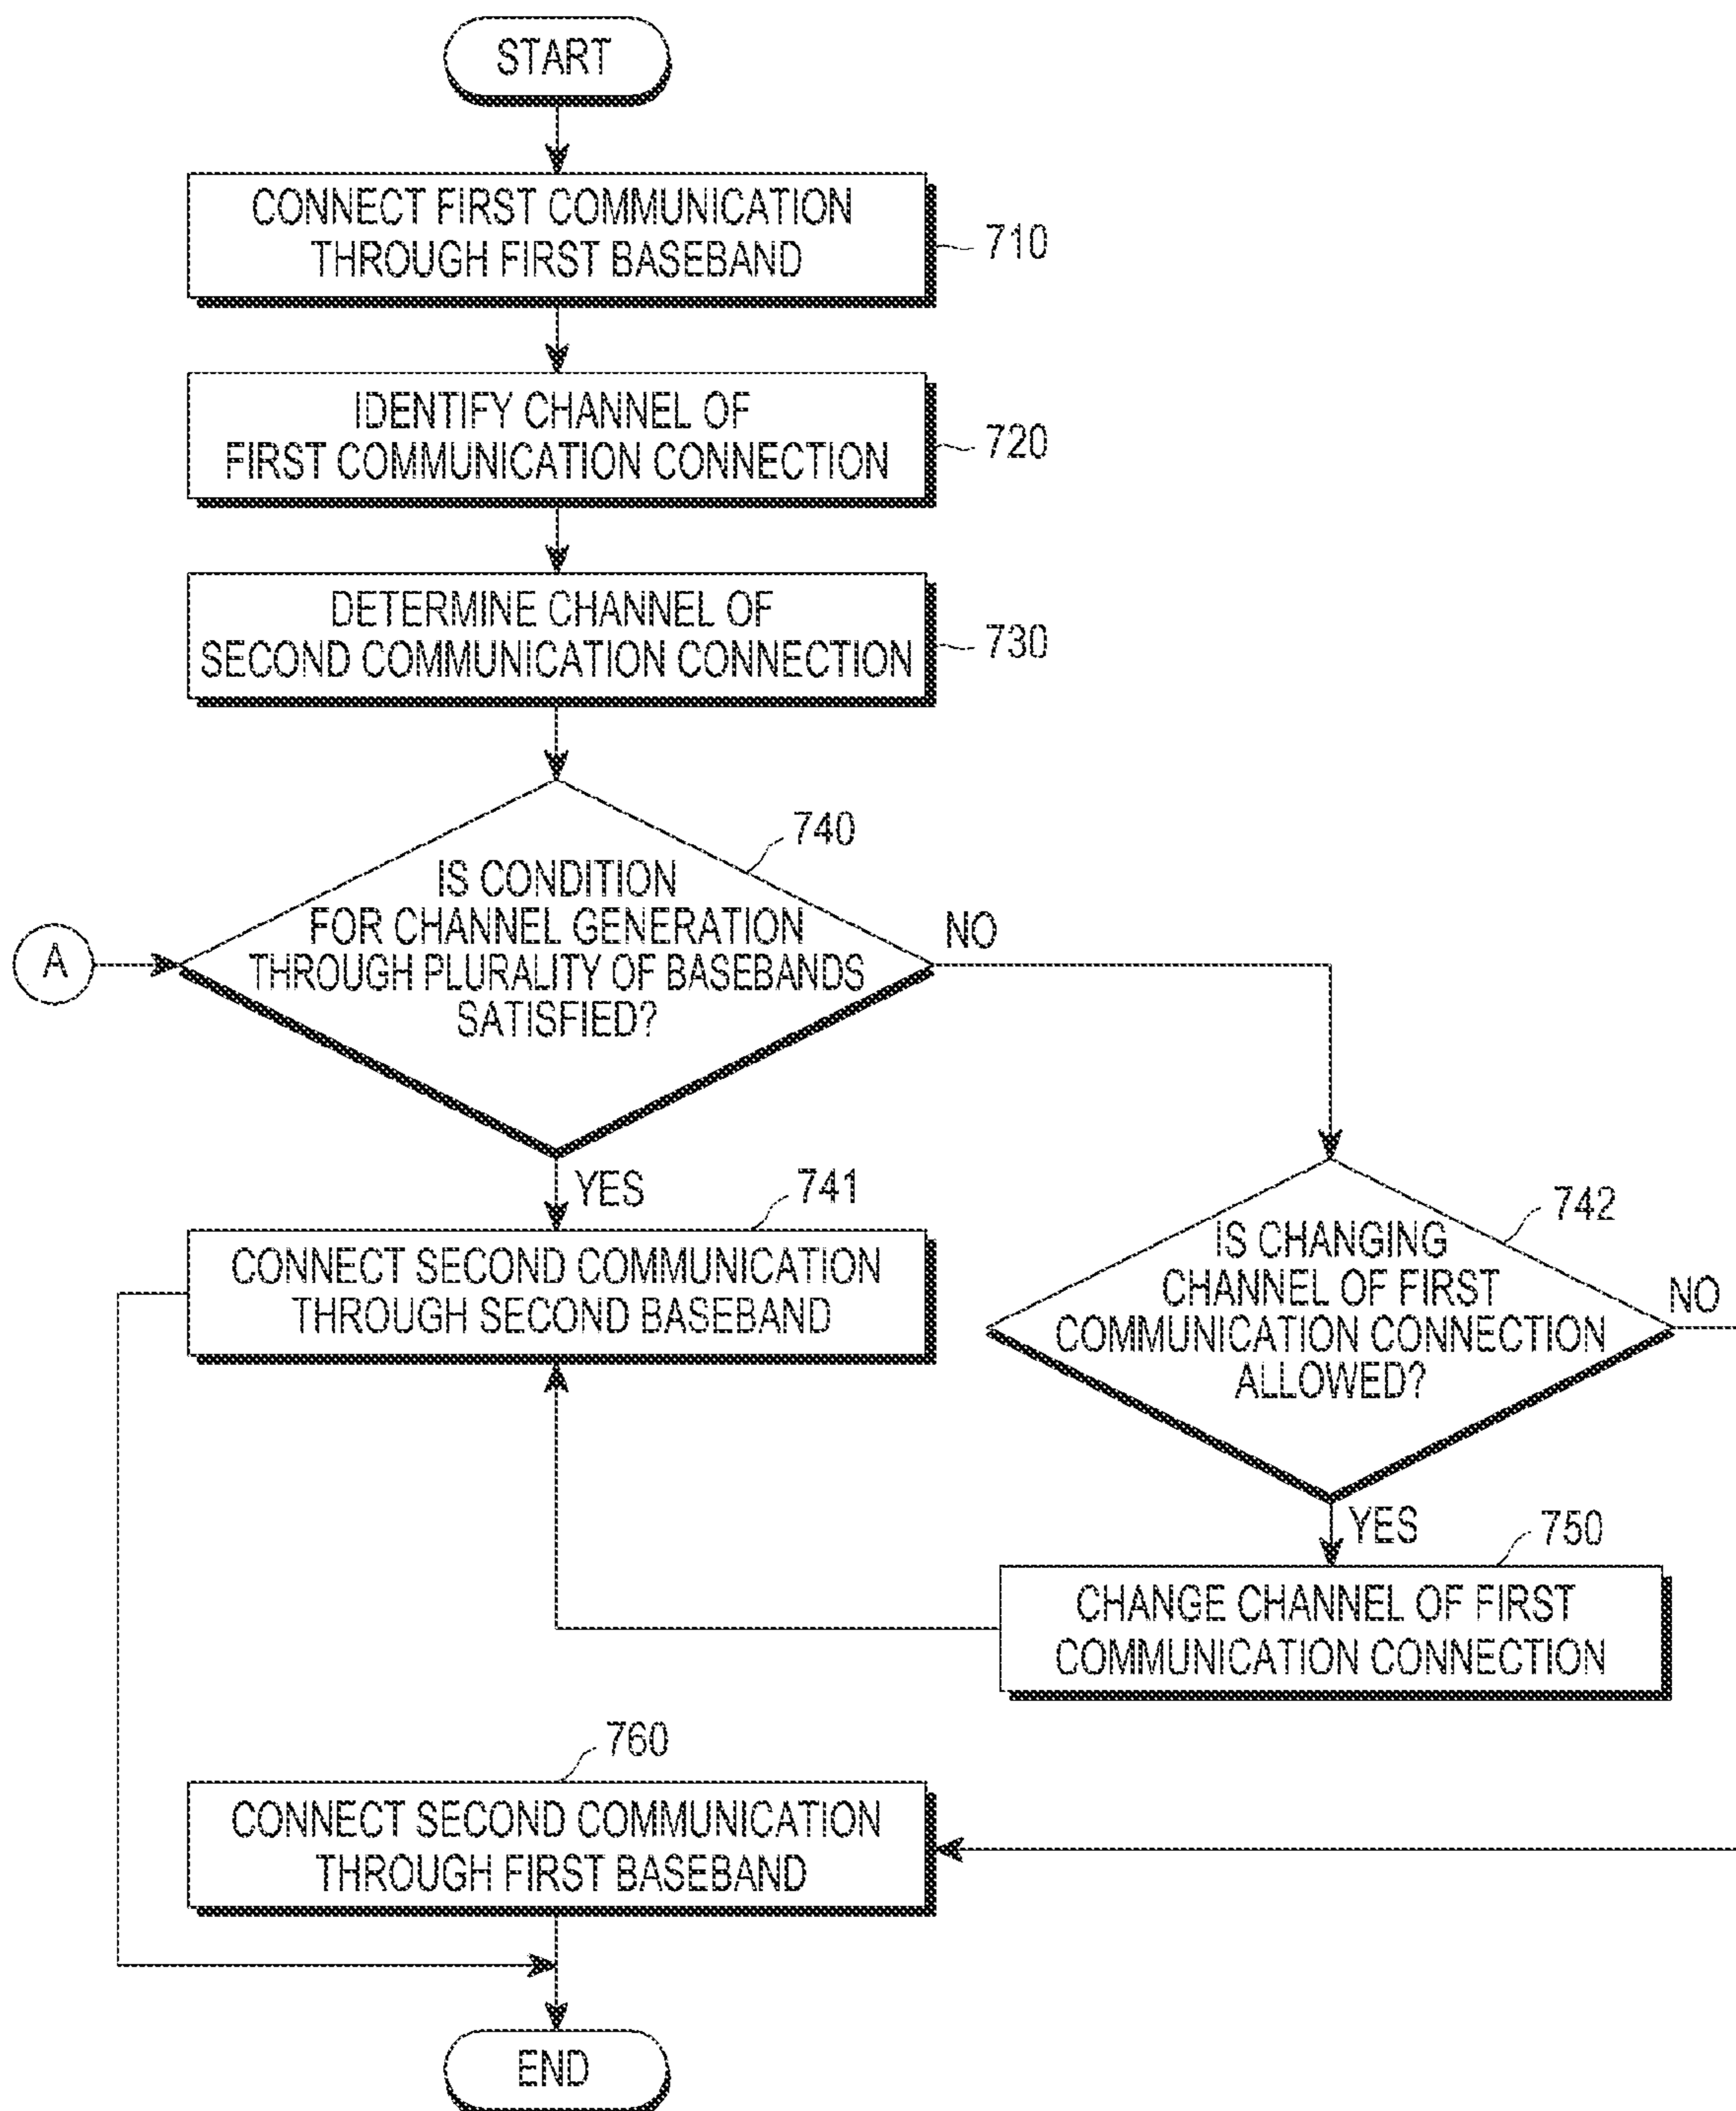 START
CONNECT FIRST COMMUNICATION
THROUGH FIRST BASEBAND
710
IDENTIFY CHANNEL OF
FIRST COMMUNICATION CONNECTION
720
DETERMINE CHANNEL OF
SECOND COMMUNICATION CONNECTION
730
740
IS CONDITION
FOR CHANNEL GENERATION
THROUGH PLURALITY OF BASEBANDS
SATISFIED?
A
NO
YES
741
CONNECT SECOND COMMUNICATION
THROUGH SECOND BASEBAND
742
IS CHANGING
CHANNEL OF FIRST
COMMUNICATION CONNECTION
ALLOWED?
NO
YES
750
CHANGE CHANNEL OF FIRST
COMMUNICATION CONNECTION
760
CONNECT SECOND COMMUNICATION
THROUGH FIRST BASEBAND
END